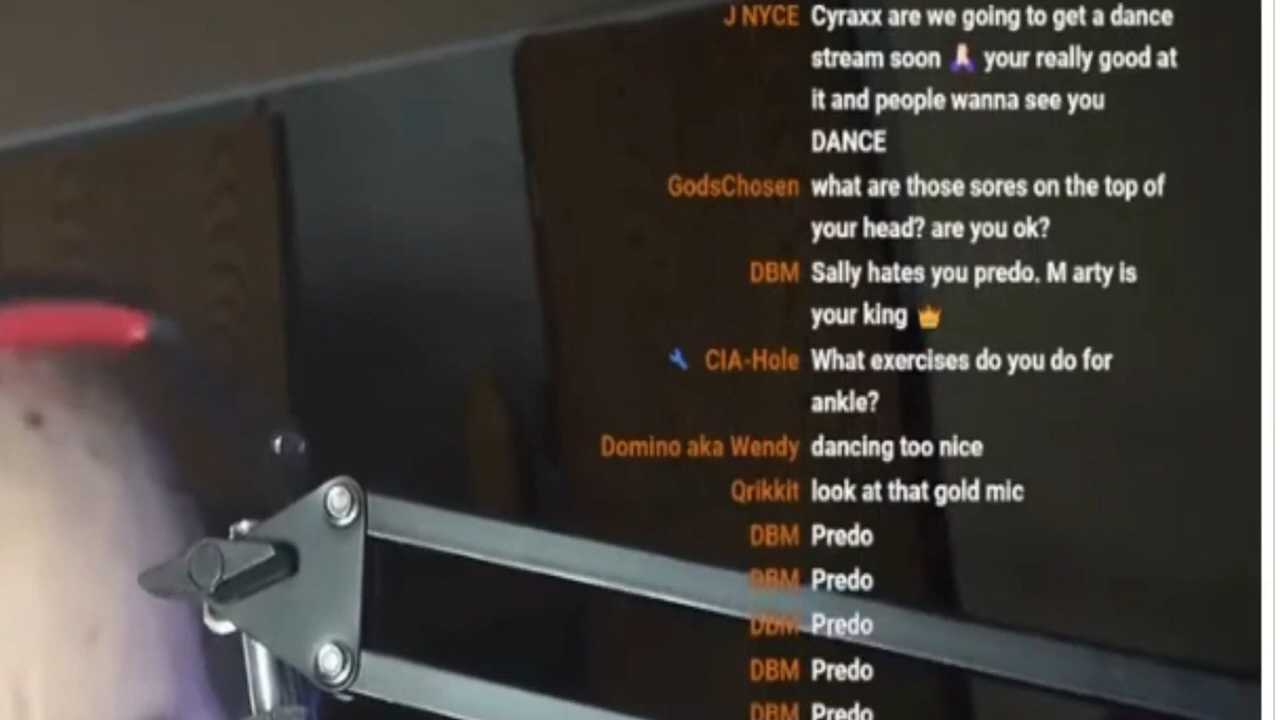 J NYCE Cyraxx are we going to get a dance
stream soon 🙏🏻 your really good at
it and people wanna see you
DANCE
GodsChosen what are those sores on the top of
your head? are you ok?
DBM Sally hates you predo. M arty is
your king 👑
CIA-Hole What exercises do you do for
ankle?
Domino aka Wendy dancing too nice
Qrikkit look at that gold mic
DBM Predo
DBM Predo
DBM Predo
DBM Predo
DBM Predo